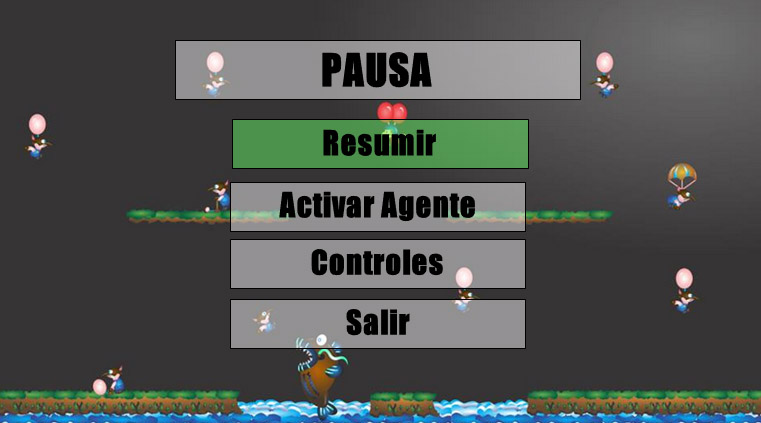 PAUSA
Resumir
Activar Agente
Controles
Salir